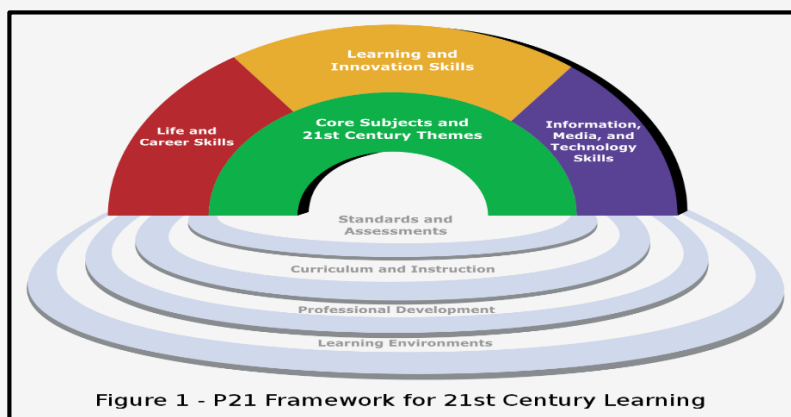 Learning and
Innovation Skills
Core Subjects and
21st Century Themes
Life and
Career Skills
Information,
Media, and
Technology
Skills
Standards and
Assessments
Curriculum and Instruction
Professional Development
Learning Environments
Figure 1 - P21 Framework for 21st Century Learning